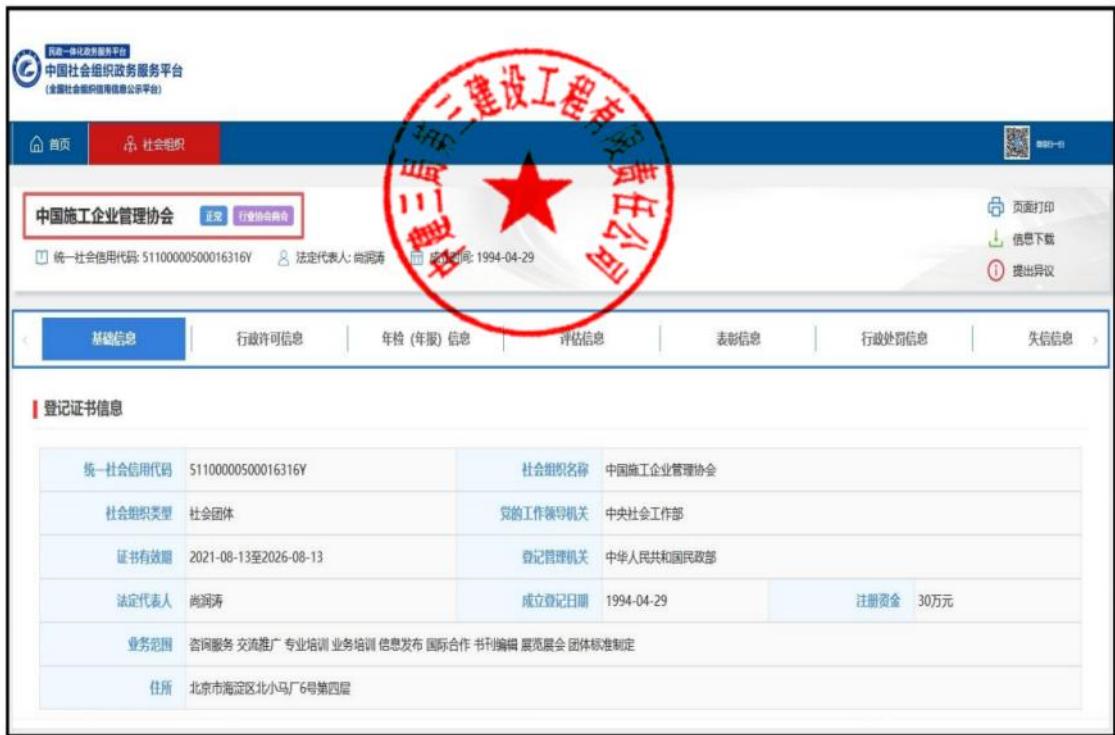 民政一体化政务服务平台
中国社会组织政务服务平台
(全国社会组织信用信息公示平台)
首页 社会组织
中国施工企业管理协会 正常 行业协会商会
统一社会信用代码: 51100000500016316Y 法定代表人: 尚润涛 成立时间: 1994-04-29
页面打印
信息下载
提出异议
中建三局第三建设工程有限责任公司
基础信息 行政许可信息 年检 (年报) 信息 评估信息 表彰信息 行政处罚信息 失信信息
登记证书信息
统一社会信用代码 51100000500016316Y 社会组织名称 中国施工企业管理协会
社会组织类型 社会团体 党的工作领导机关 中央社会工作部
证书有效期 2021-08-13至2026-08-13 登记管理机关 中华人民共和国民政部
法定代表人 尚润涛 成立登记日期 1994-04-29 注册资金 30万元
业务范围 咨询服务 交流推广 专业培训 业务培训 信息发布 国际合作 书刊编辑 展览展会 团体标准制定
住所 北京市海淀区北小马厂6号第四层